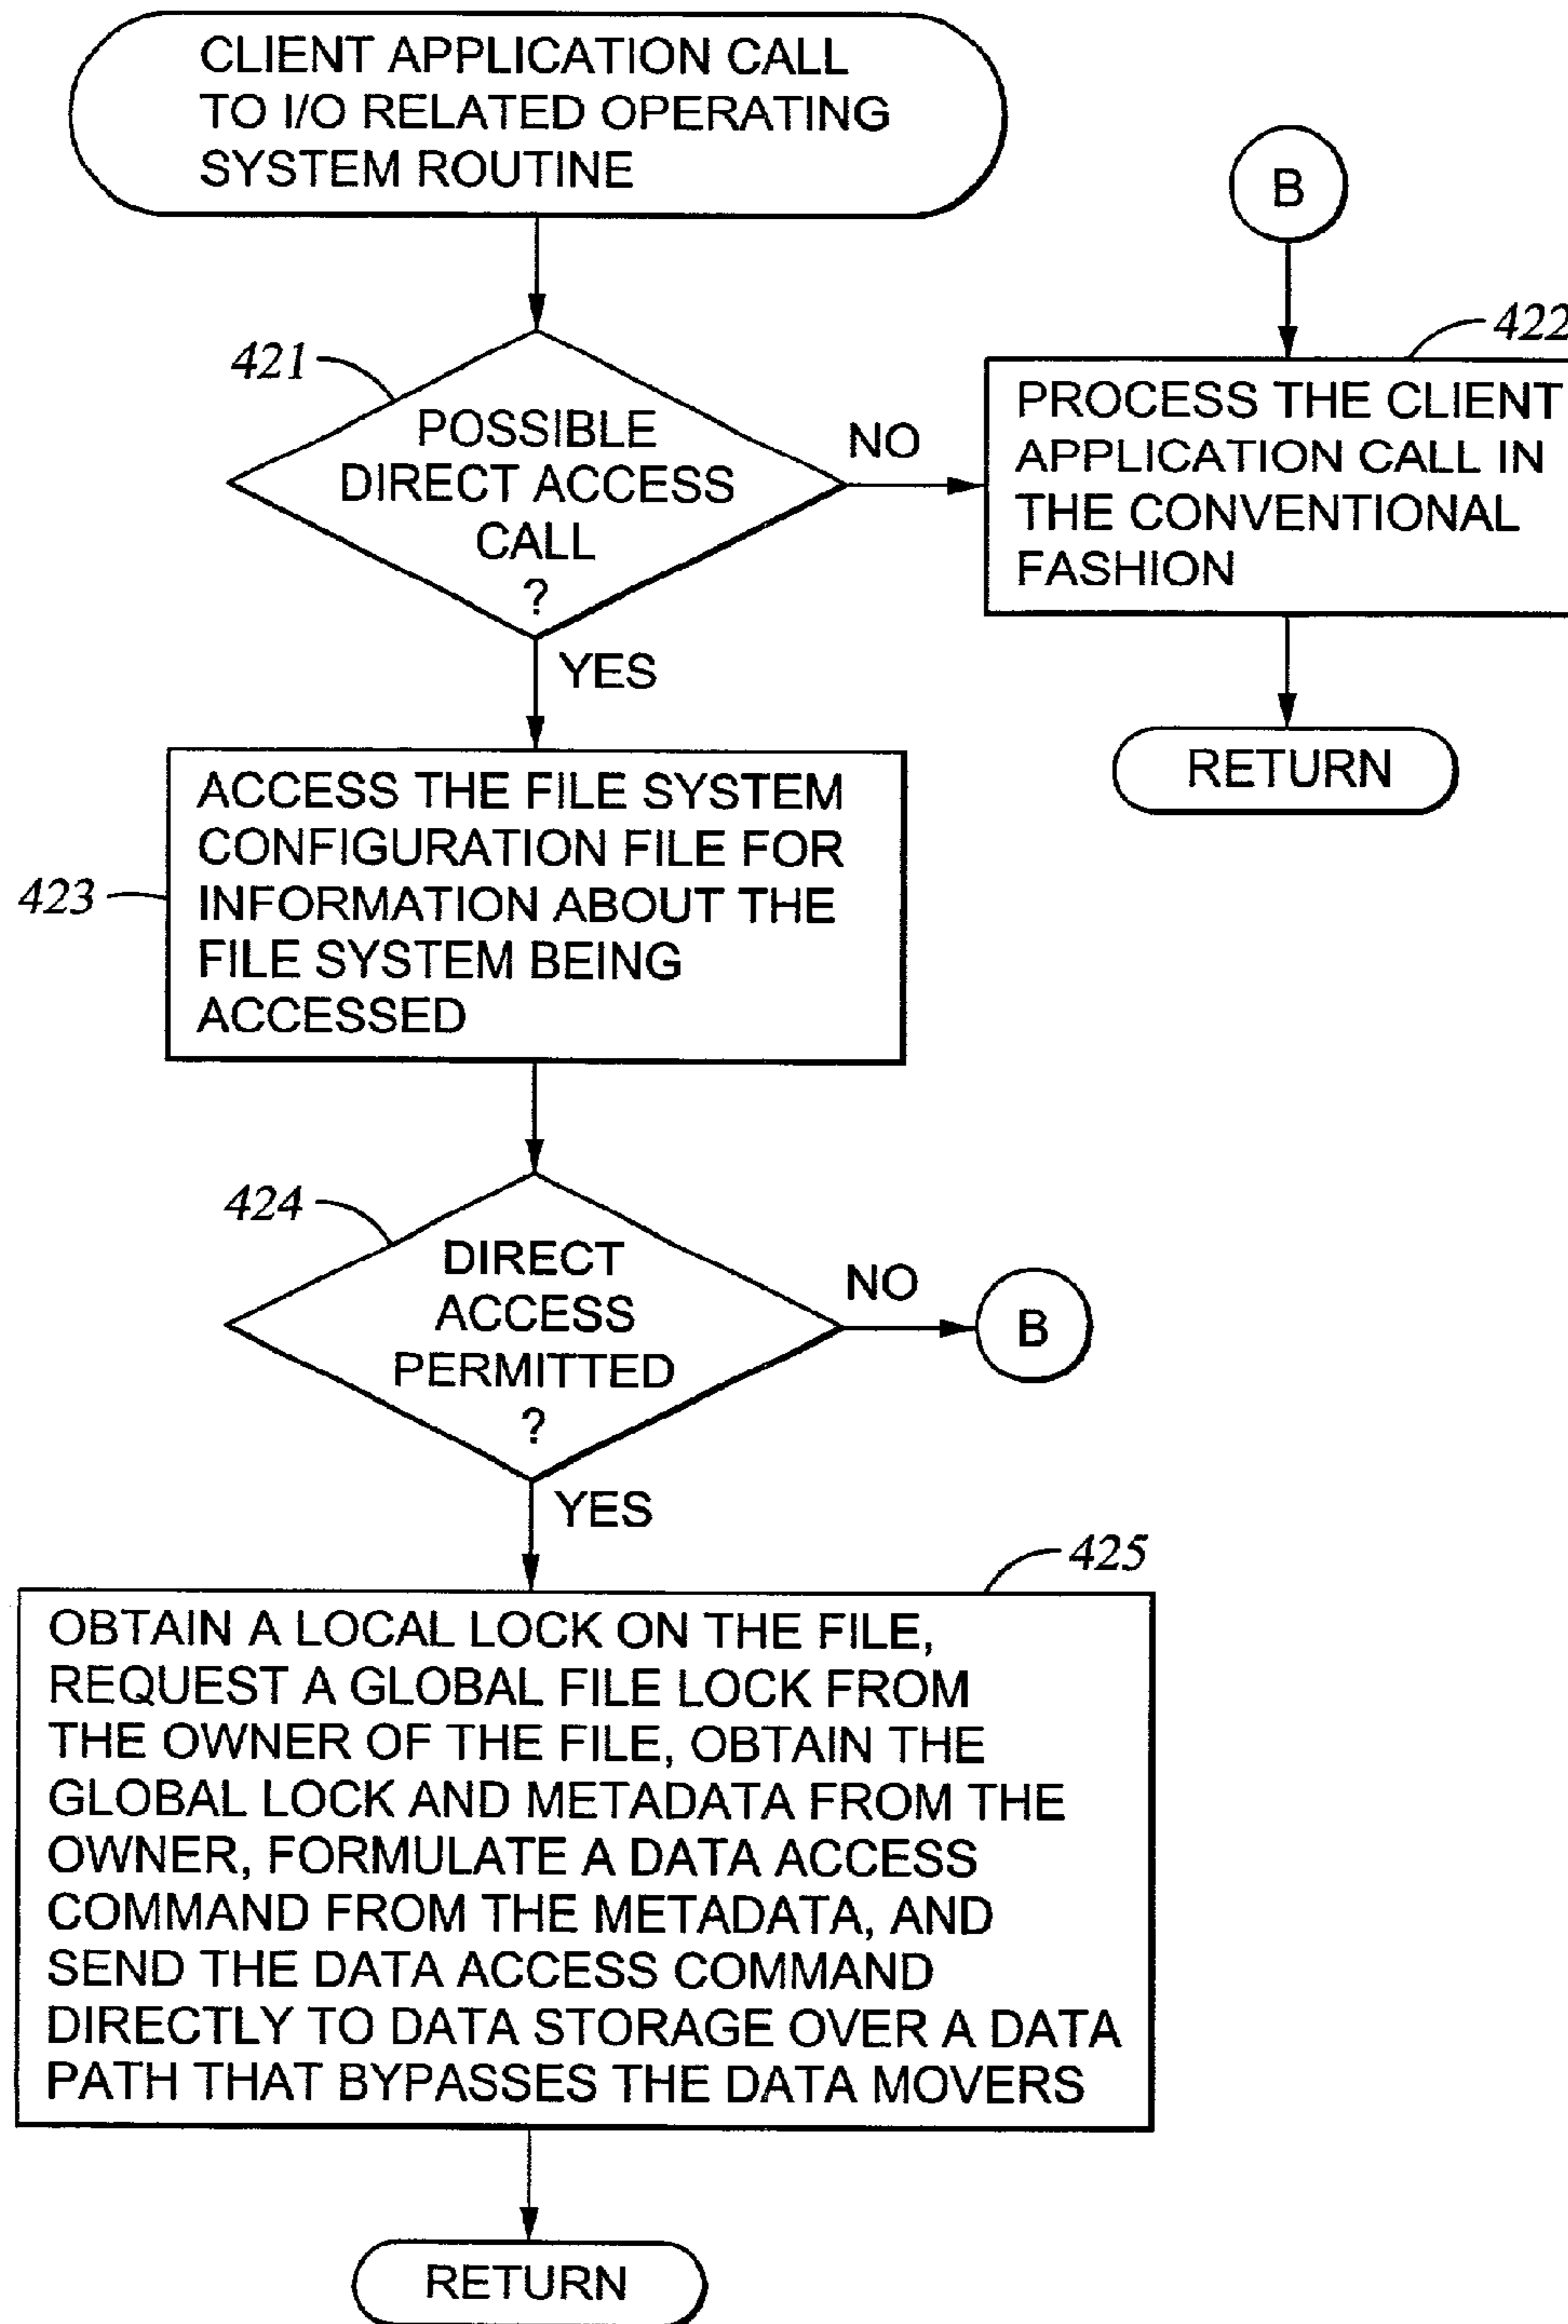 CLIENT APPLICATION CALL
TO I/O RELATED OPERATING
SYSTEM ROUTINE
B
421
POSSIBLE
DIRECT ACCESS
CALL
?
NO
YES
422
PROCESS THE CLIENT
APPLICATION CALL IN
THE CONVENTIONAL
FASHION
RETURN
423
ACCESS THE FILE SYSTEM
CONFIGURATION FILE FOR
INFORMATION ABOUT THE
FILE SYSTEM BEING
ACCESSED
424
DIRECT
ACCESS
PERMITTED
?
NO
B
YES
425
OBTAIN A LOCAL LOCK ON THE FILE,
REQUEST A GLOBAL FILE LOCK FROM
THE OWNER OF THE FILE, OBTAIN THE
GLOBAL LOCK AND METADATA FROM THE
OWNER, FORMULATE A DATA ACCESS
COMMAND FROM THE METADATA, AND
SEND THE DATA ACCESS COMMAND
DIRECTLY TO DATA STORAGE OVER A DATA
PATH THAT BYPASSES THE DATA MOVERS
RETURN